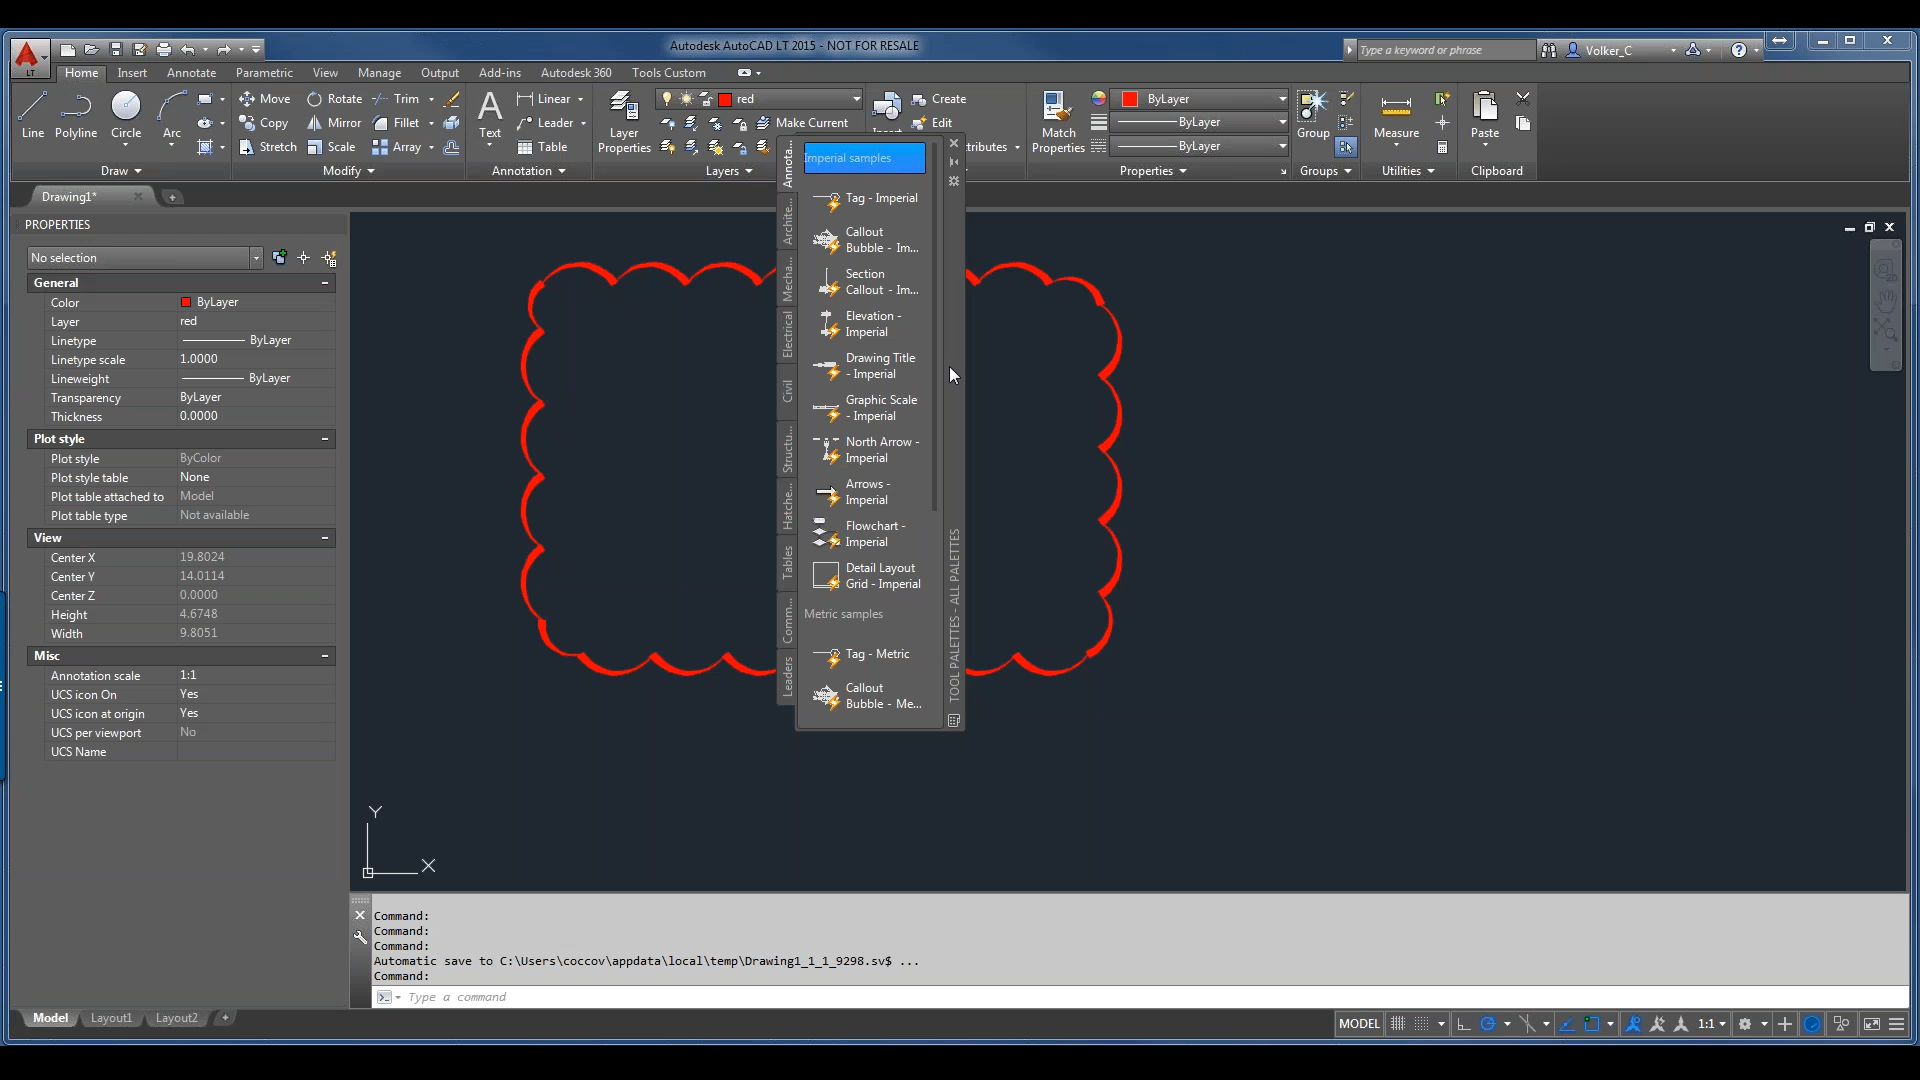 Autodesk AutoCAD LT 2015 - NOT FOR RESALE
Type a keyword or phrase
Volker_C
LT
Home Insert Annotate Parametric View Manage Output Add-ins Autodesk 360 Tools Custom
Line
Polyline
Circle
Arc
Move
Rotate
Trim
Copy
Mirror
Fillet
Stretch
Scale
Array
Text
Linear
Leader
Table
Layer
Properties
red
Make Current
Create
Edit
Match
Properties
ByLayer
ByLayer
ByLayer
Group
Measure
Paste
Draw
Modify
Annotation
Layers
Properties
Groups
Utilities
Clipboard
Drawing1*
PROPERTIES
No selection
General
Color ByLayer
Layer red
Linetype ByLayer
Linetype scale 1.0000
Lineweight ByLayer
Transparency ByLayer
Thickness 0.0000
Plot style
Plot style ByColor
Plot style table None
Plot table attached to Model
Plot table type Not available
View
Center X 19.8024
Center Y 14.0114
Center Z 0.0000
Height 4.6748
Width 9.8051
Misc
Annotation scale 1:1
UCS icon On Yes
UCS icon at origin Yes
UCS per viewport No
UCS Name
Annota...
Archite...
Mecha...
Electrical
Civil
Structu...
Hatche...
Tables
Comm...
Leaders
Imperial samples
Tag - Imperial
Callout
Bubble - Im...
Section
Callout - Im...
Elevation -
Imperial
Drawing Title
- Imperial
Graphic Scale
- Imperial
North Arrow -
Imperial
Arrows -
Imperial
Flowchart -
Imperial
Detail Layout
Grid - Imperial
Metric samples
Tag - Metric
Callout
Bubble - Me...
TOOL PALETTES - ALL PALETTES
Y
X
Command:
Command:
Command:
Automatic save to C:\Users\coccov\appdata\local\temp\Drawing1_1_1_9298.sv$ ...
Command:
Type a command
Model Layout1 Layout2
MODEL
1:1